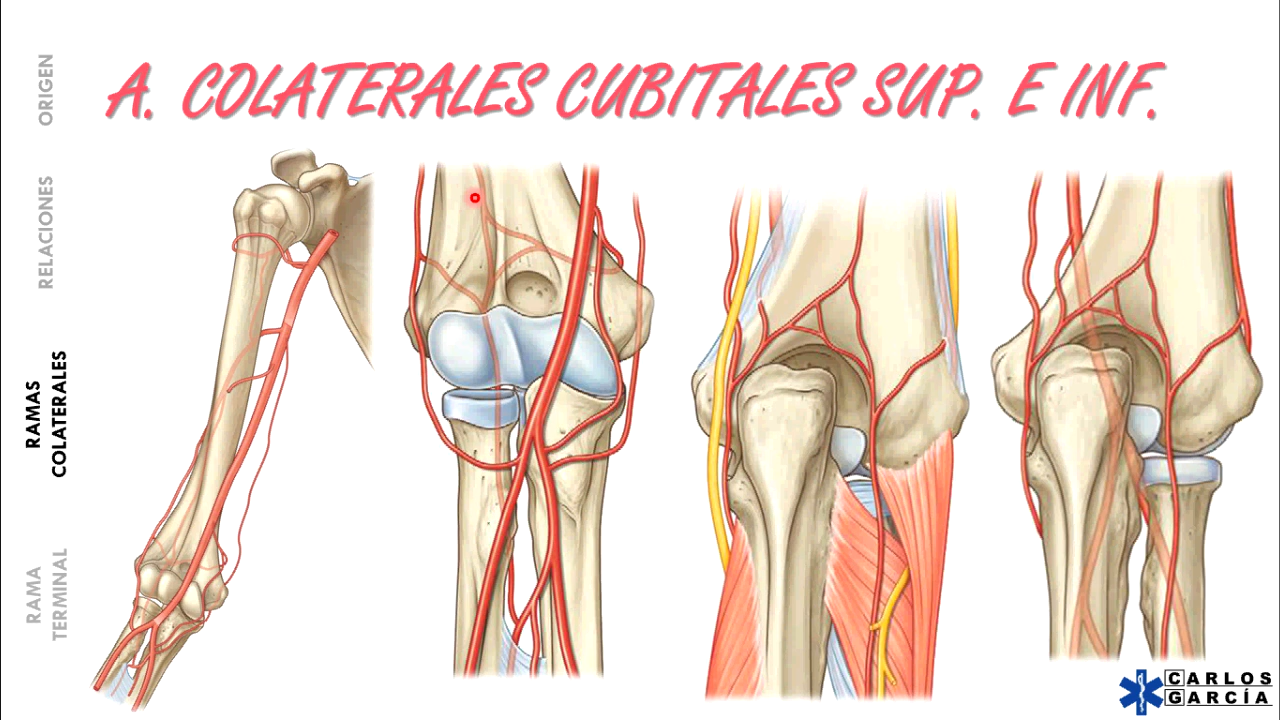 A. COLATERALES CUBITALES SUP. E INF.
ORIGEN
RELACIONES
RAMAS
COLATERALES
RAMA
TERMINAL
CARLOS
GARCÍA